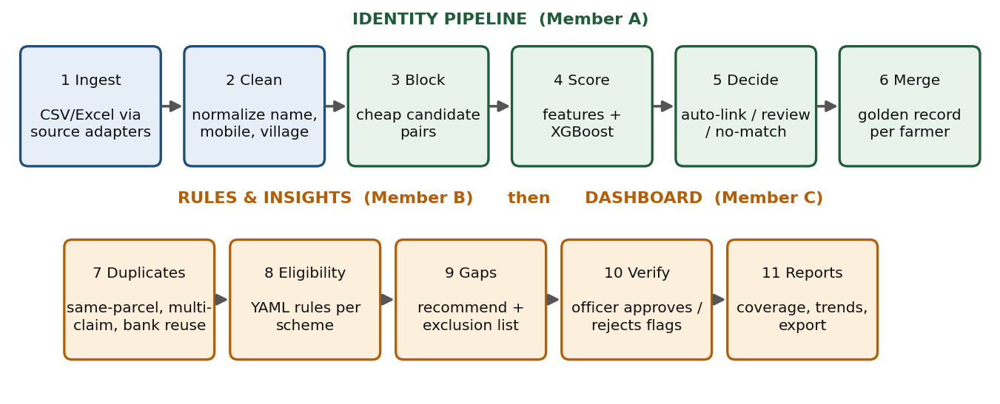 IDENTITY PIPELINE  (Member A)
1 Ingest
CSV/Excel via
source adapters
2 Clean
normalize name,
mobile, village
3 Block
cheap candidate
pairs
4 Score
features +
XGBoost
5 Decide
auto-link / review
/ no-match
6 Merge
golden record
per farmer
RULES & INSIGHTS  (Member B)      then      DASHBOARD  (Member C)
7 Duplicates
same-parcel, multi-
claim, bank reuse
8 Eligibility
YAML rules per
scheme
9 Gaps
recommend +
exclusion list
10 Verify
officer approves /
rejects flags
11 Reports
coverage, trends,
export